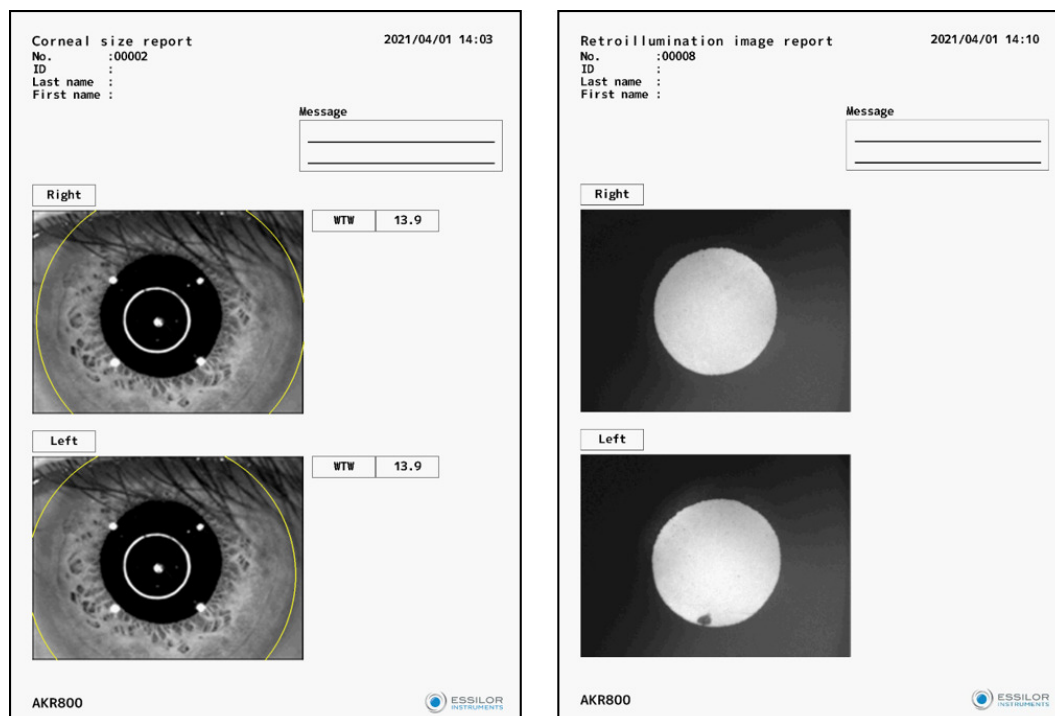 Corneal size report 2021/04/01 14:03
No. :00002
ID :
Last name :
First name :
Message
Right
WTW 13.9
Left
WTW 13.9
AKR800
ESSILOR
INSTRUMENTS
Retroillumination image report 2021/04/01 14:10
No. :00008
ID :
Last name :
First name :
Message
Right
Left
AKR800
ESSILOR
INSTRUMENTS